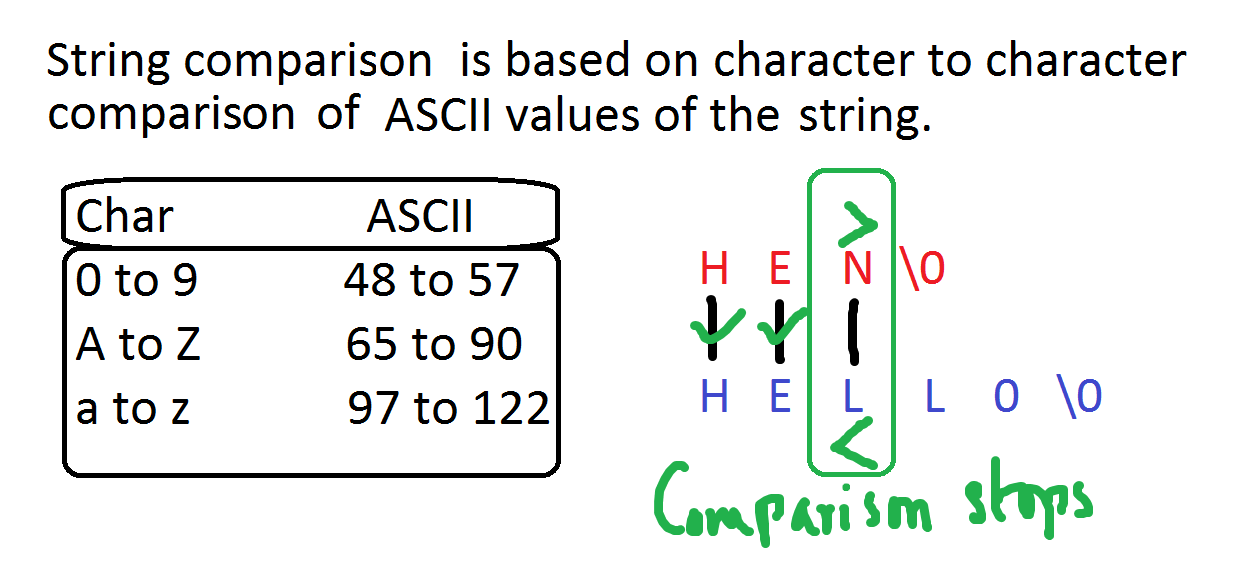 String comparison is based on character to character
comparison of ASCII values of the string.
Char ASCII
0 to 9 48 to 57
A to Z 65 to 90
a to z 97 to 122
>
H E N \0
H E L L O \0
<
Comparism stops